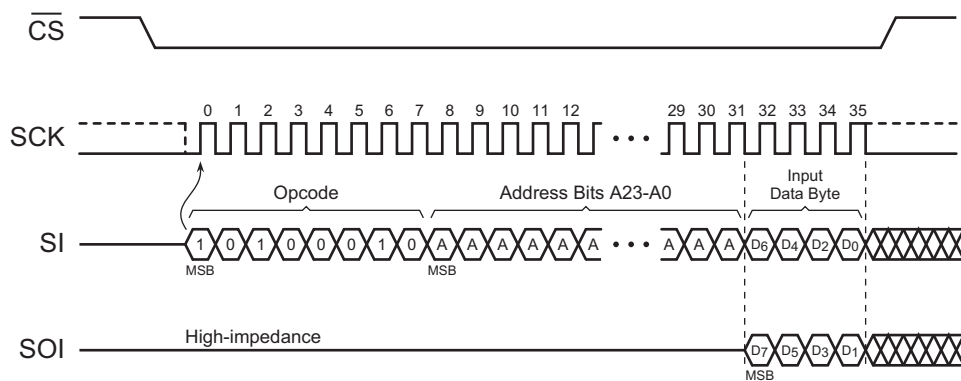 CS
0 1 2 3 4 5 6 7 8 9 10 11 12 29 30 31 32 33 34 35
SCK
• • •
Opcode Address Bits A23-A0 Input
Data Byte
SI 1 0 1 0 0 0 1 0 A A A A A A • • • A A A D6 D4 D2 D0
MSB MSB
High-impedance
SOI D7 D5 D3 D1
MSB